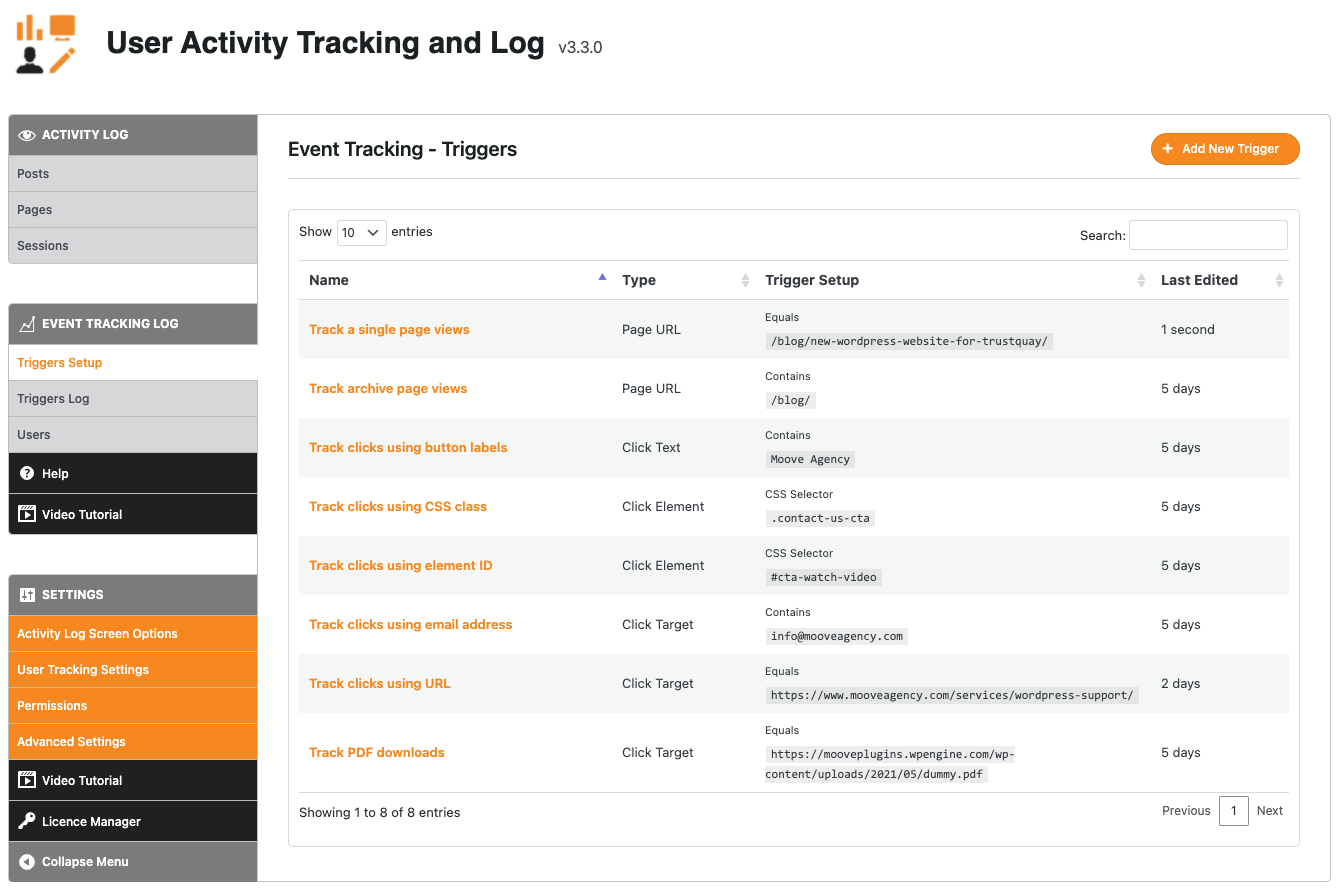 User Activity Tracking and Log v3.3.0
ACTIVITY LOG
Posts
Pages
Sessions
EVENT TRACKING LOG
Triggers Setup
Triggers Log
Users
Help
Video Tutorial
SETTINGS
Activity Log Screen Options
User Tracking Settings
Permissions
Advanced Settings
Video Tutorial
Licence Manager
Collapse Menu
Event Tracking - Triggers
+ Add New Trigger
Show 10 entries
Search:
Name Type Trigger Setup Last Edited
Track a single page views Page URL Equals 1 second
/blog/new-wordpress-website-for-trustquay/
Track archive page views Page URL Contains 5 days
/blog/
Track clicks using button labels Click Text Contains 5 days
Moove Agency
Track clicks using CSS class Click Element CSS Selector 5 days
.contact-us-cta
Track clicks using element ID Click Element CSS Selector 5 days
#cta-watch-video
Track clicks using email address Click Target Contains 5 days
info@mooveagency.com
Track clicks using URL Click Target Equals 2 days
https://www.mooveagency.com/services/wordpress-support/
Track PDF downloads Click Target Equals 5 days
https://mooveplugins.wpengine.com/wp-
content/uploads/2021/05/dummy.pdf
Showing 1 to 8 of 8 entries
Previous 1 Next